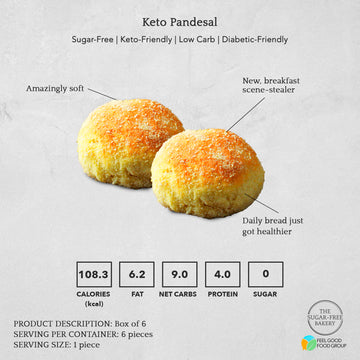 Keto Pandesal
Sugar-Free | Keto-Friendly | Low Carb | Diabetic-Friendly
Amazingly soft
New, breakfast
scene-stealer
Daily bread just
got healthier
108.3 6.2 9.0 4.0 0
CALORIES FAT NET CARBS PROTEIN SUGAR
(kcal)
PRODUCT DESCRIPTION: Box of 6
SERVING PER CONTAINER: 6 pieces
SERVING SIZE: 1 piece
THE
SUGAR-FREE
BAKERY
FEEL GOOD
FOOD GROUP